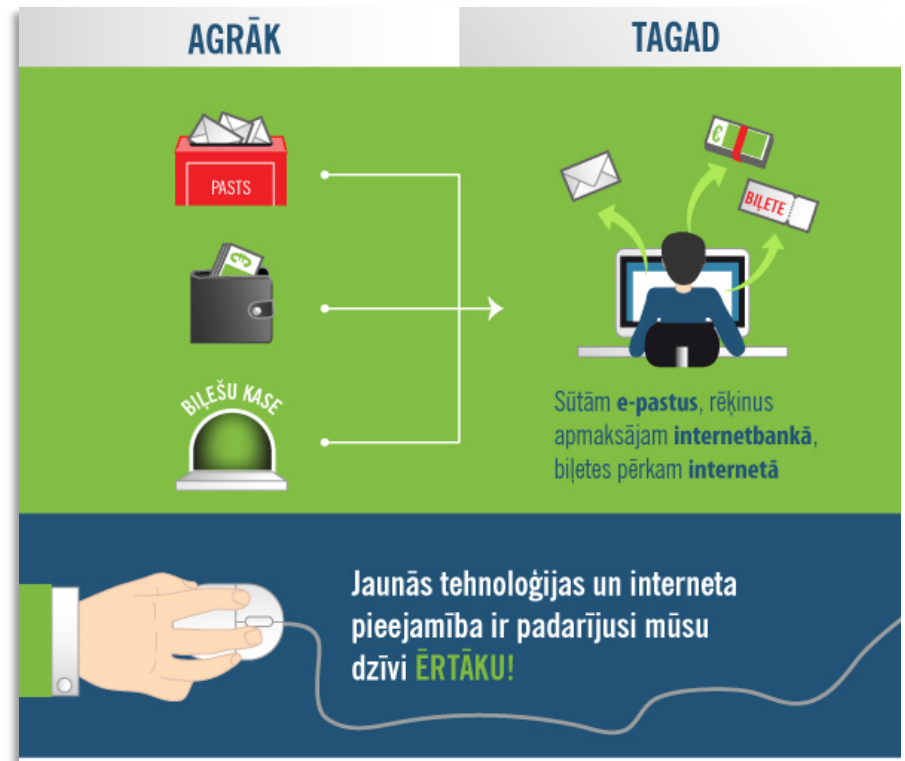 AGRĀK
TAGAD
PASTS
BIĻEŠU KASE
€
BIĻETE
Sūtām e-pastus, rēķinus
apmaksājam internetbankā,
biļetes pērkam internetā
Jaunās tehnoloģijas un interneta
pieejamība ir padarījusi mūsu
dzīvi ĒRTĀKU!